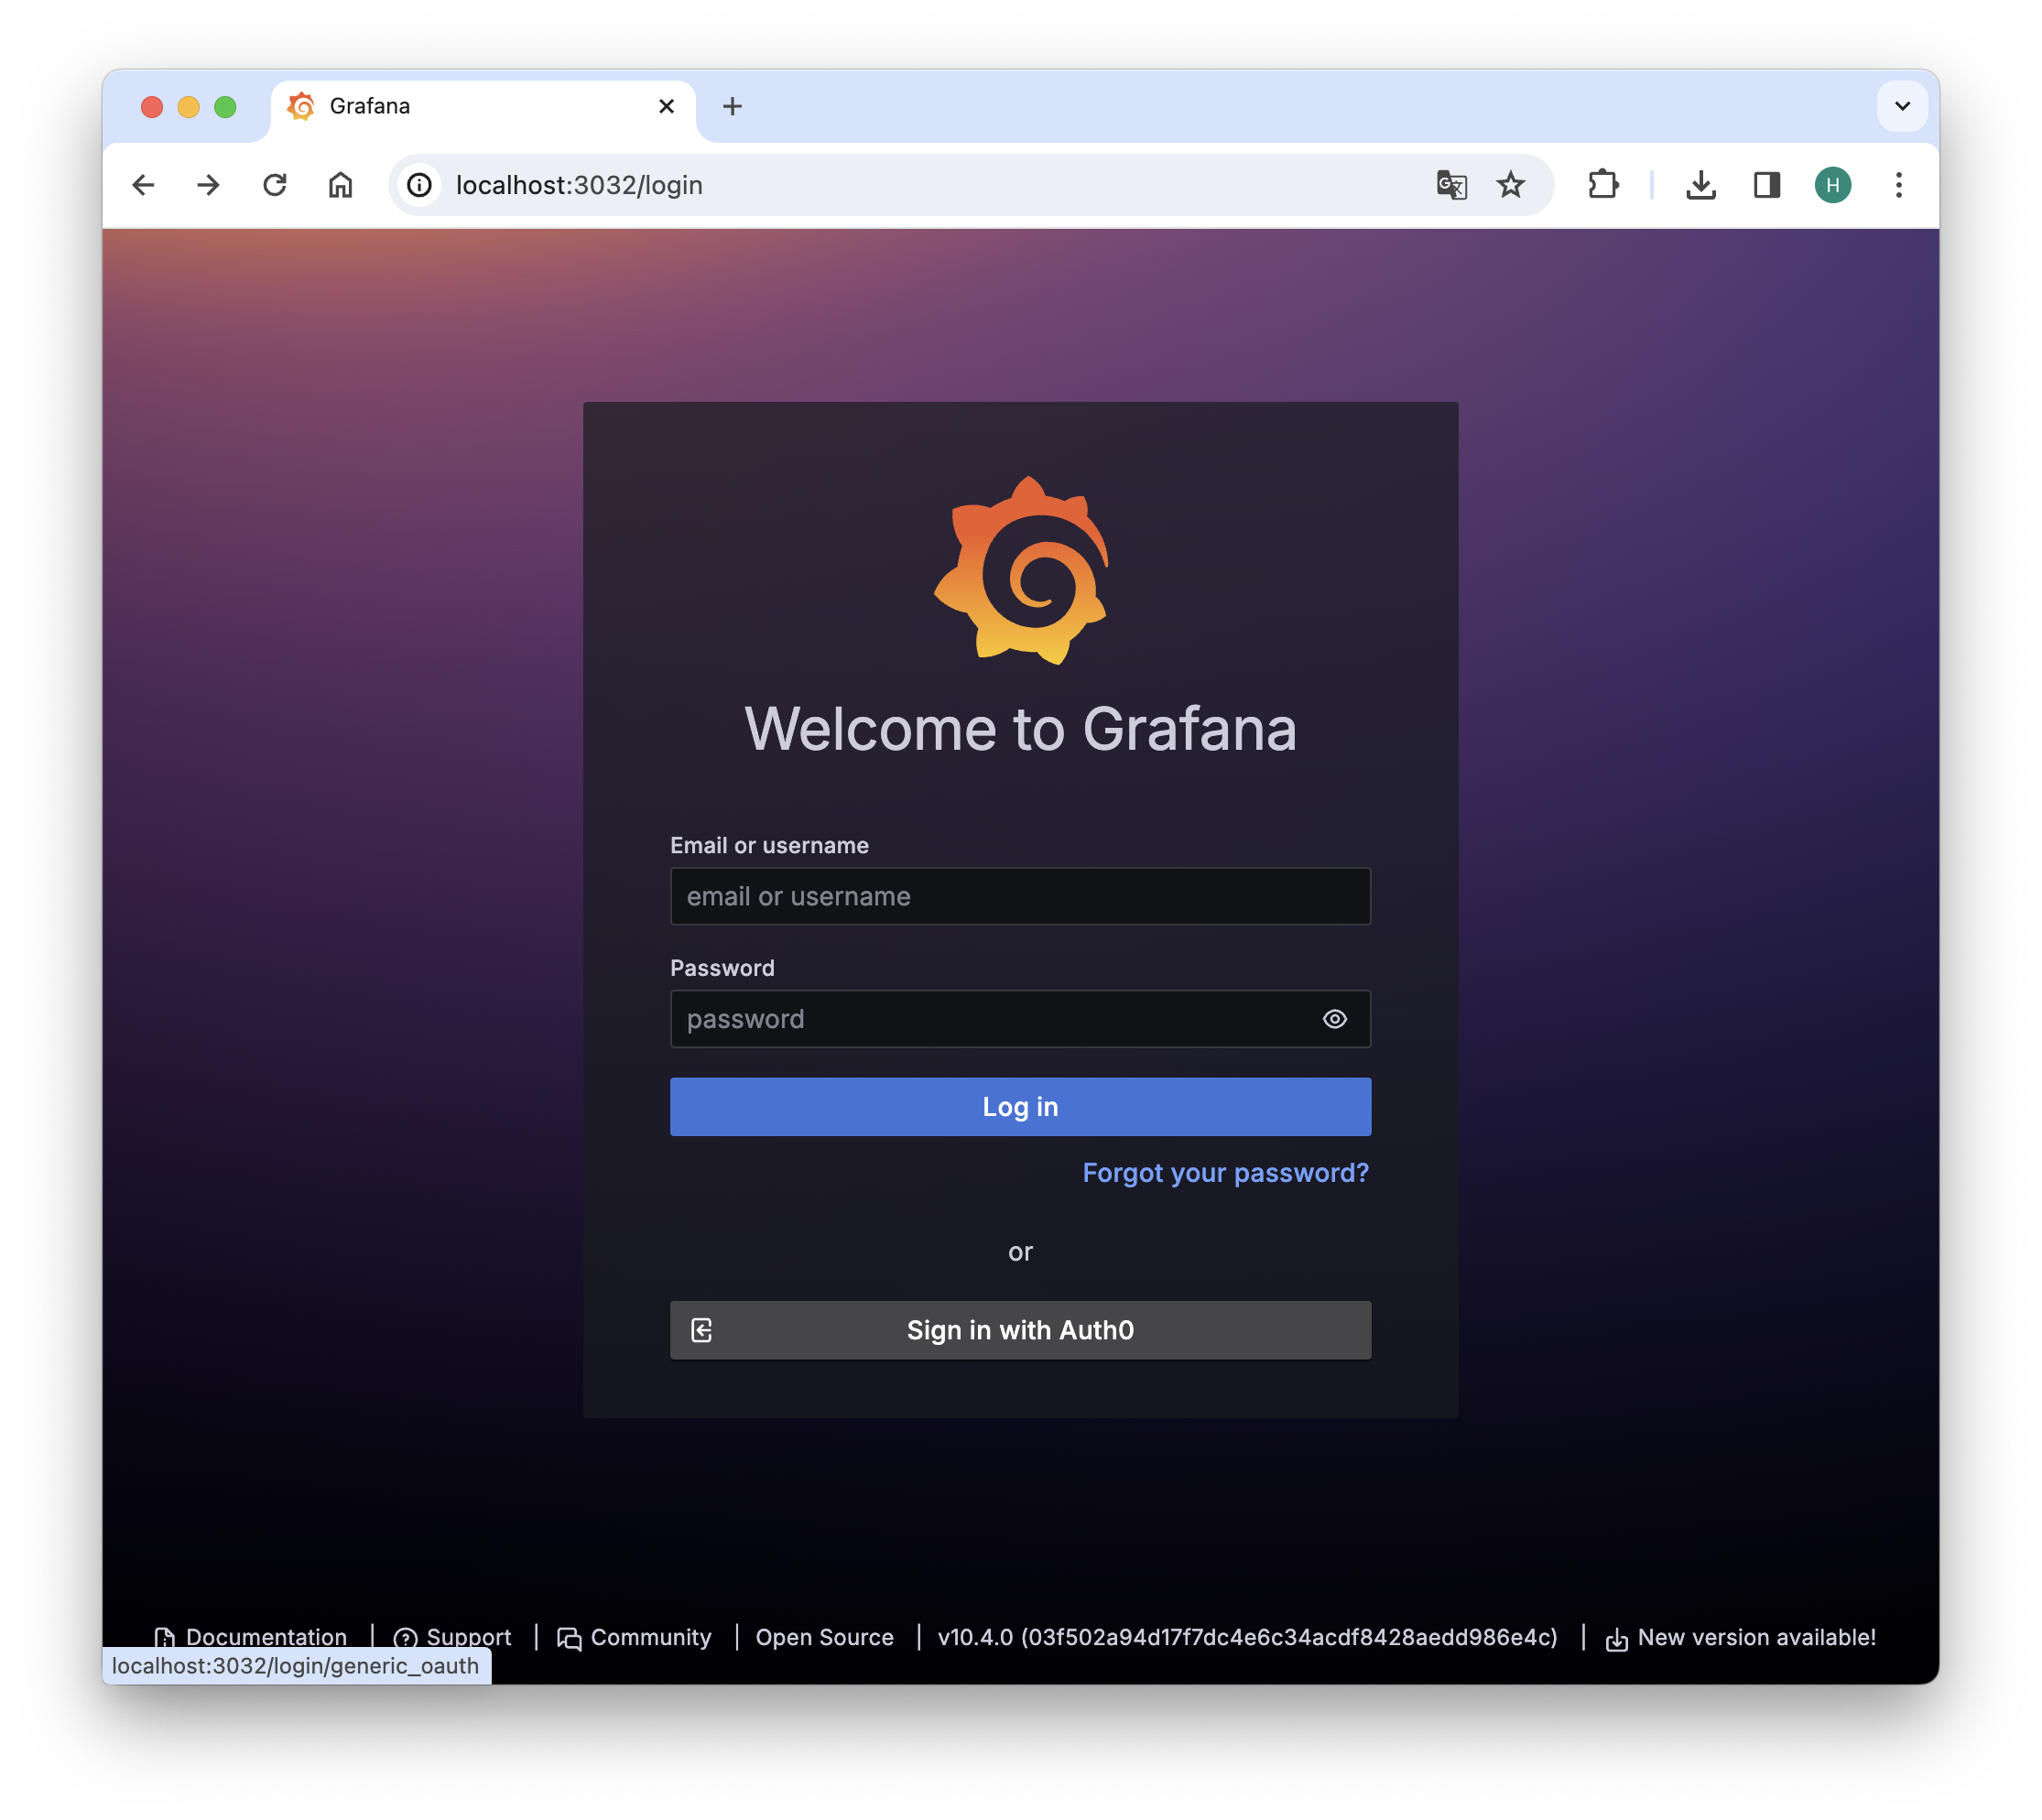 Grafana
localhost:3032/login
H
Welcome to Grafana
Email or username
email or username
Password
password
Log in
Forgot your password?
or
Sign in with Auth0
Documentation | Support | Community | Open Source | v10.4.0 (03f502a94d17f7dc4e6c34acdf8428aedd986e4c) | New version available!
localhost:3032/login/generic_oauth